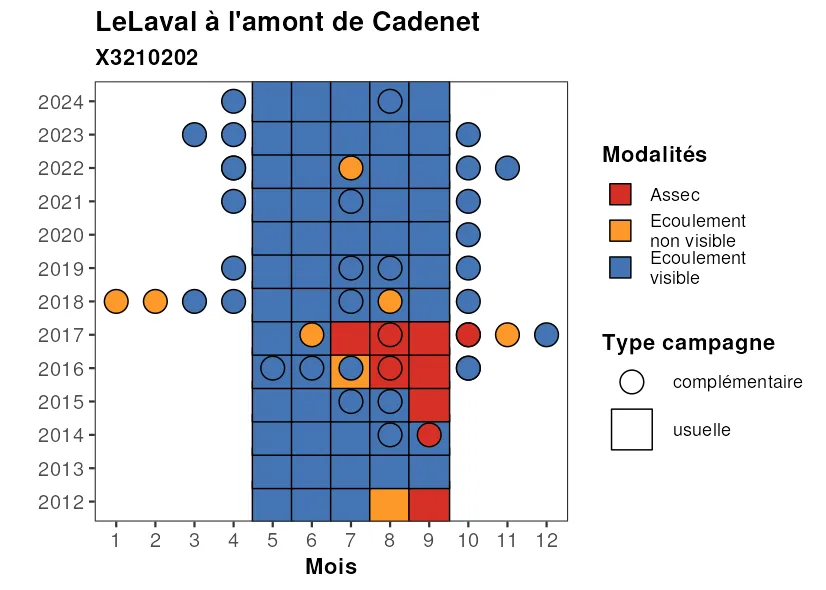 LeLaval à l'amont de Cadenet
X3210202
2024
2023
2022
2021
2020
2019
2018
2017
2016
2015
2014
2013
2012
1 2 3 4 5 6 7 8 9 10 11 12
Mois
Modalités
Assec
Ecoulement
non visible
Ecoulement
visible
Type campagne
complémentaire
usuelle